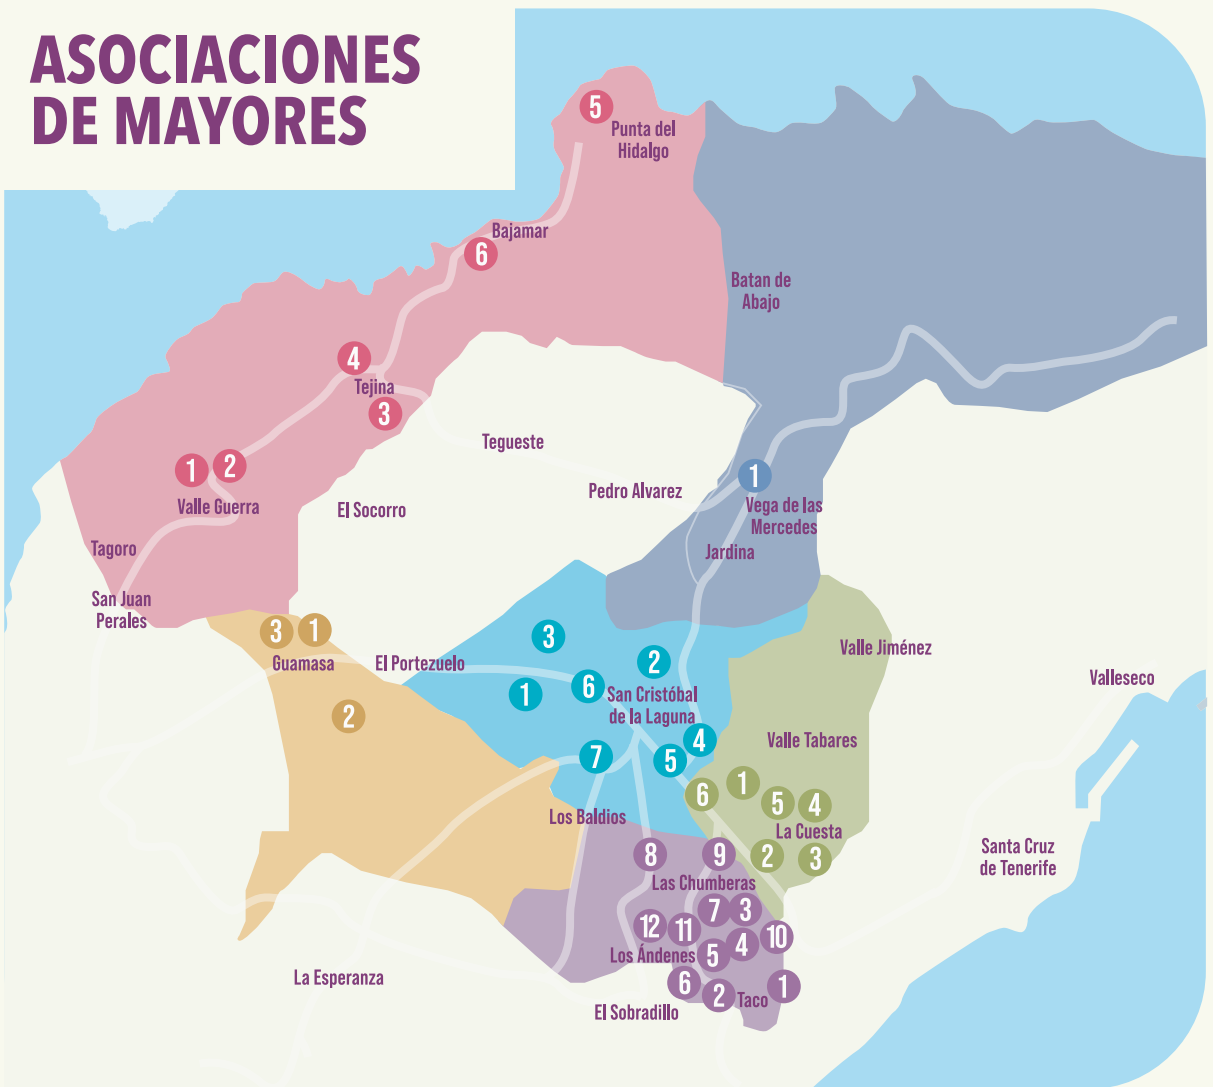 ASOCIACIONES
DE MAYORES
5
Punta del
Hidalgo
Bajamar
6
Batan de
Abajo
4
Tejina
3
Tegueste
1
2
Valle Guerra
Pedro Alvarez
1
Vega de las
Mercedes
El Socorro
Tagoro
Jardina
San Juan
Perales
3
1
Guamasa
El Portezuelo
3
2
Valle Jiménez
Valleseco
1
6
San Cristóbal
de la Laguna
2
4
Valle Tabares
7
5
6
1
5
4
Los Baldios
La Cuesta
8
9
2
3
Santa Cruz
de Tenerife
Las Chumberas
7
3
12
11
4
10
Los Ándenes
5
La Esperanza
6
2
Taco
1
El Sobradillo